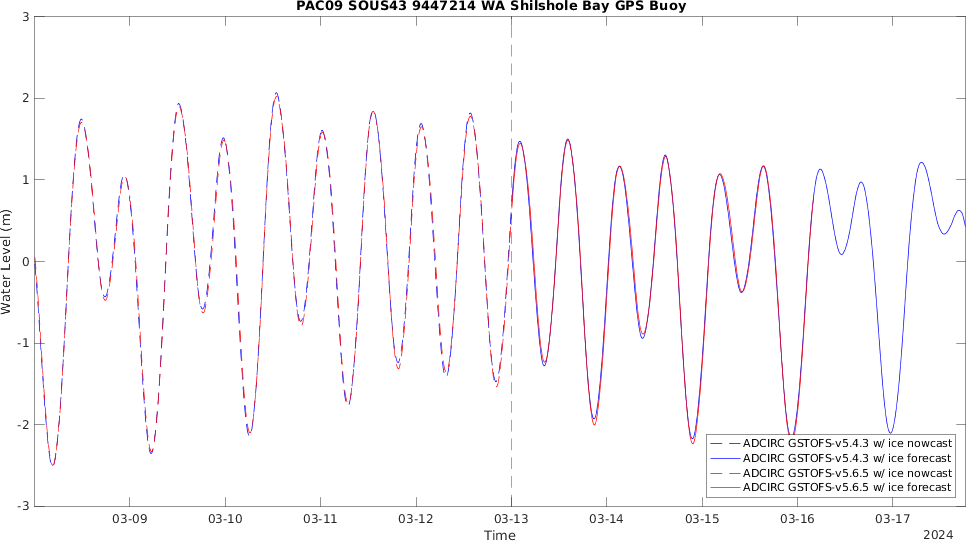 PAC09 SOUS43 9447214 WA Shilshole Bay GPS Buoy
3
2
1
0
-1
-2
-3
Water Level (m)
ADCIRC GSTOFS-v5.4.3 w/ ice nowcast
ADCIRC GSTOFS-v5.4.3 w/ ice forecast
ADCIRC GSTOFS-v5.6.5 w/ ice nowcast
ADCIRC GSTOFS-v5.6.5 w/ ice forecast
03-09 03-10 03-11 03-12 03-13 03-14 03-15 03-16 03-17
Time
2024